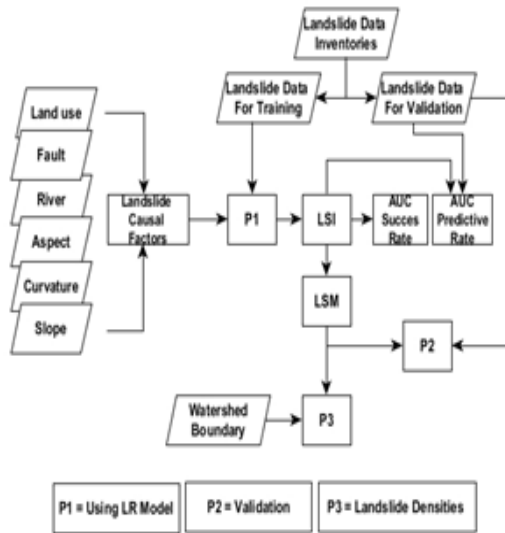 Landslide Data
Inventories
Landslide Data
For Training
Landslide Data
For Validation
Land use
Fault
River
Aspect
Curvature
Slope
Landslide
Causal
Factors
P1
LSI
AUC
Succes
Rate
AUC
Predictive
Rate
LSM
P2
Watershed
Boundary
P3
P1 = Using LR Model
P2 = Validation
P3 = Landslide Densities